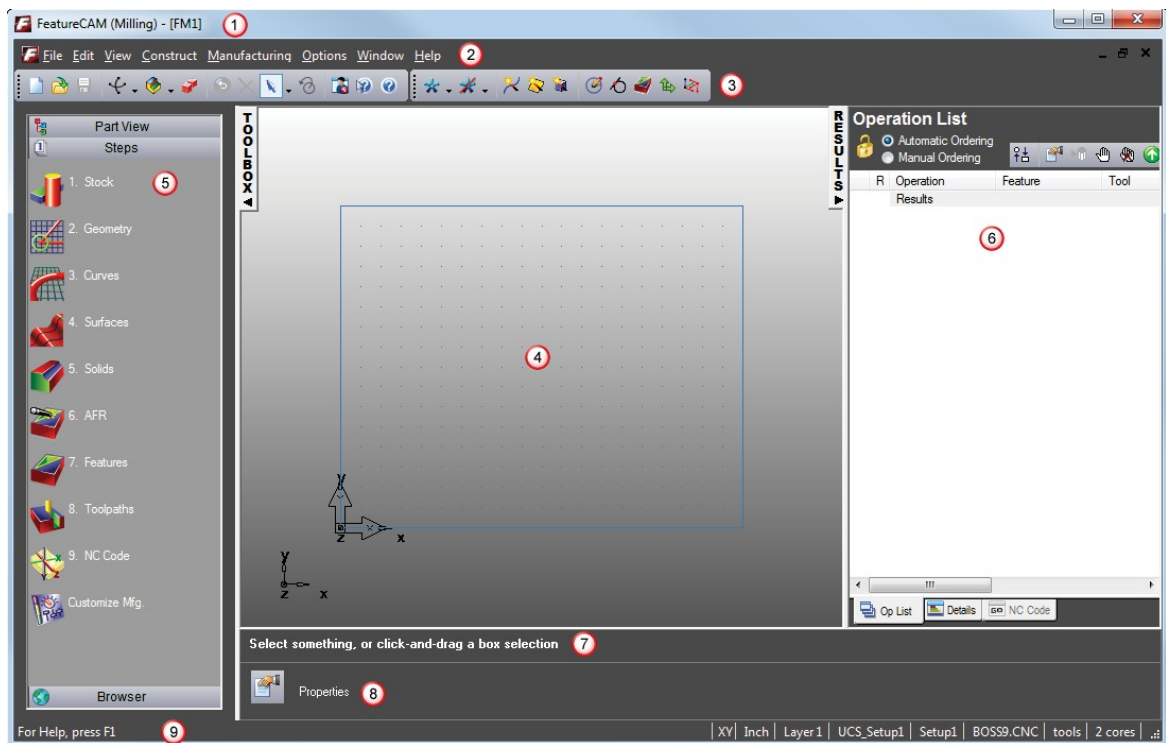 FeatureCAM (Milling) - [FM1] 1
File Edit View Construct Manufacturing Options Window Help 2
3
Part View
Steps
1. Stock 5
2. Geometry
3. Curves
4. Surfaces
5. Solids
6. AFR
7. Features
8. Toolpaths
9. NC Code
Customize Mfg.
Browser
TOOLBOX
4
y
x
z
x
y
z
x
RESULTS
Operation List
Automatic Ordering
Manual Ordering
R Operation Feature Tool
Results
6
Op List Details GO NC Code
Select something, or click-and-drag a box selection 7
Properties 8
For Help, press F1 9 XY Inch Layer 1 UCS_Setup1 Setup1 BOSS9.CNC tools 2 cores